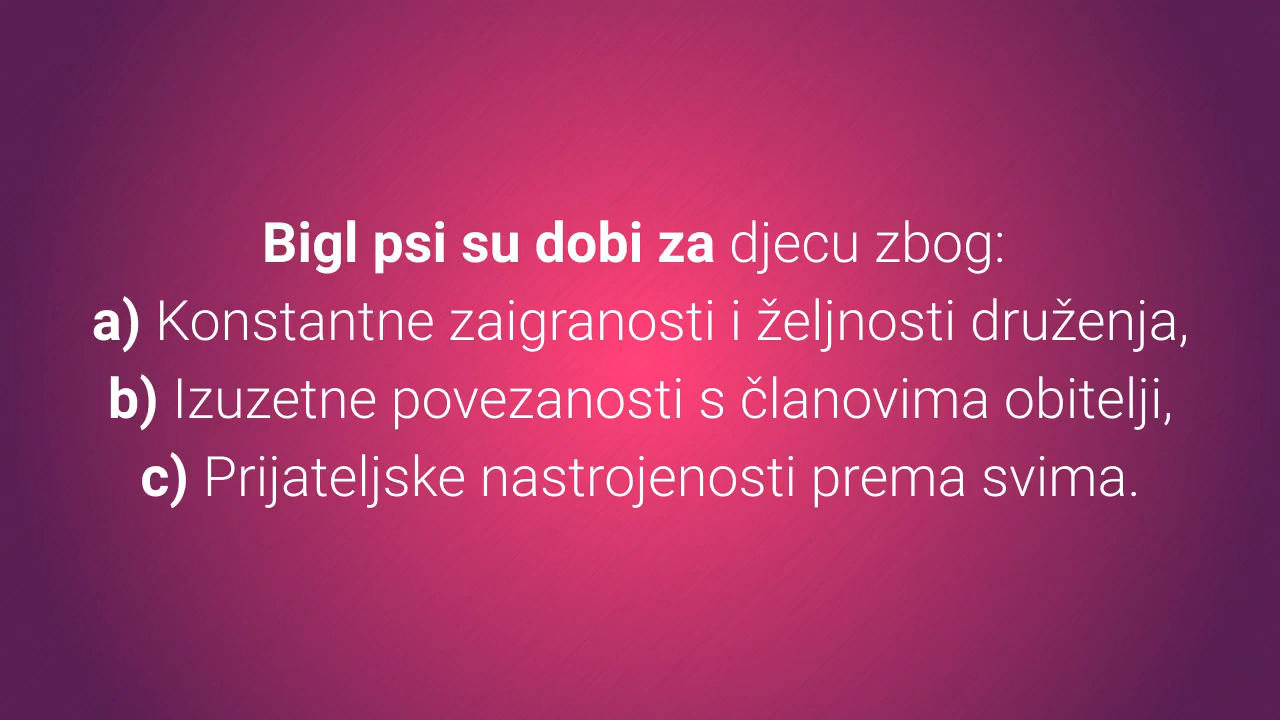 Bigl psi su dobi za djecu zbog:
a) Konstantne zaigranosti i željnosti druženja,
b) Izuzetne povezanosti s članovima obitelji,
c) Prijateljske nastrojenosti prema svima.